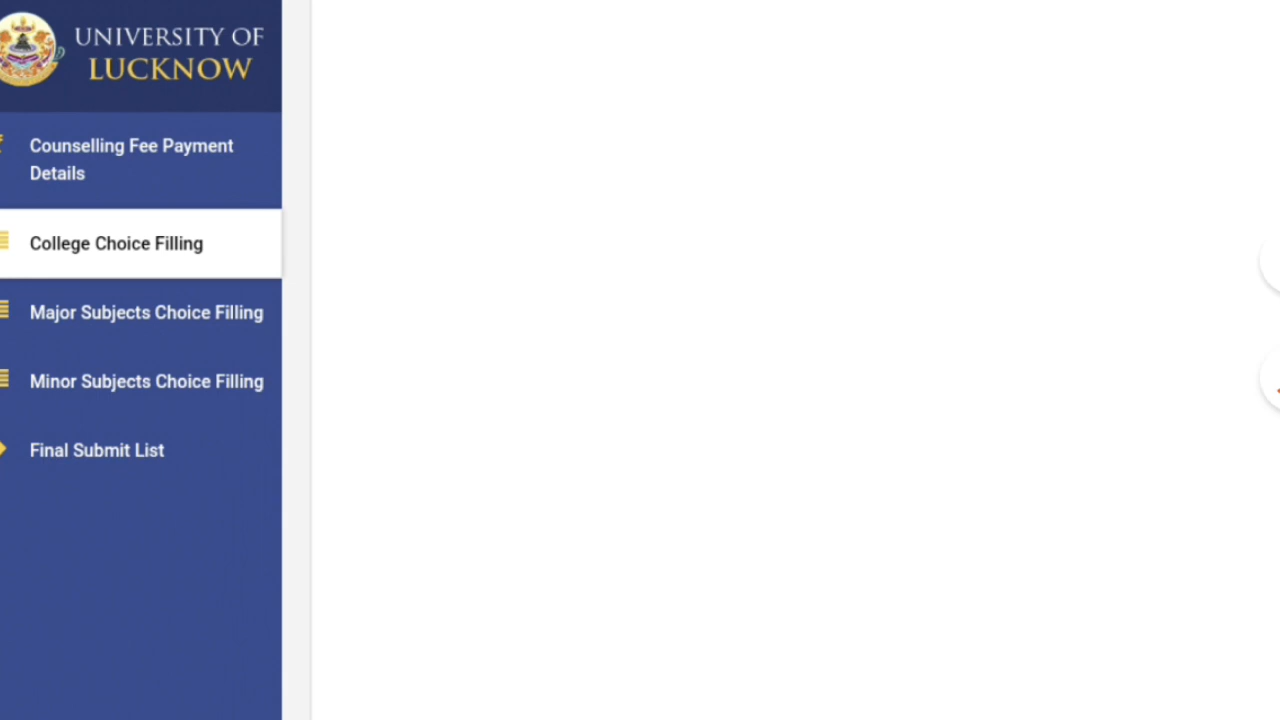 UNIVERSITY OF
LUCKNOW
Counselling Fee Payment
Details
College Choice Filling
Major Subjects Choice Filling
Minor Subjects Choice Filling
Final Submit List